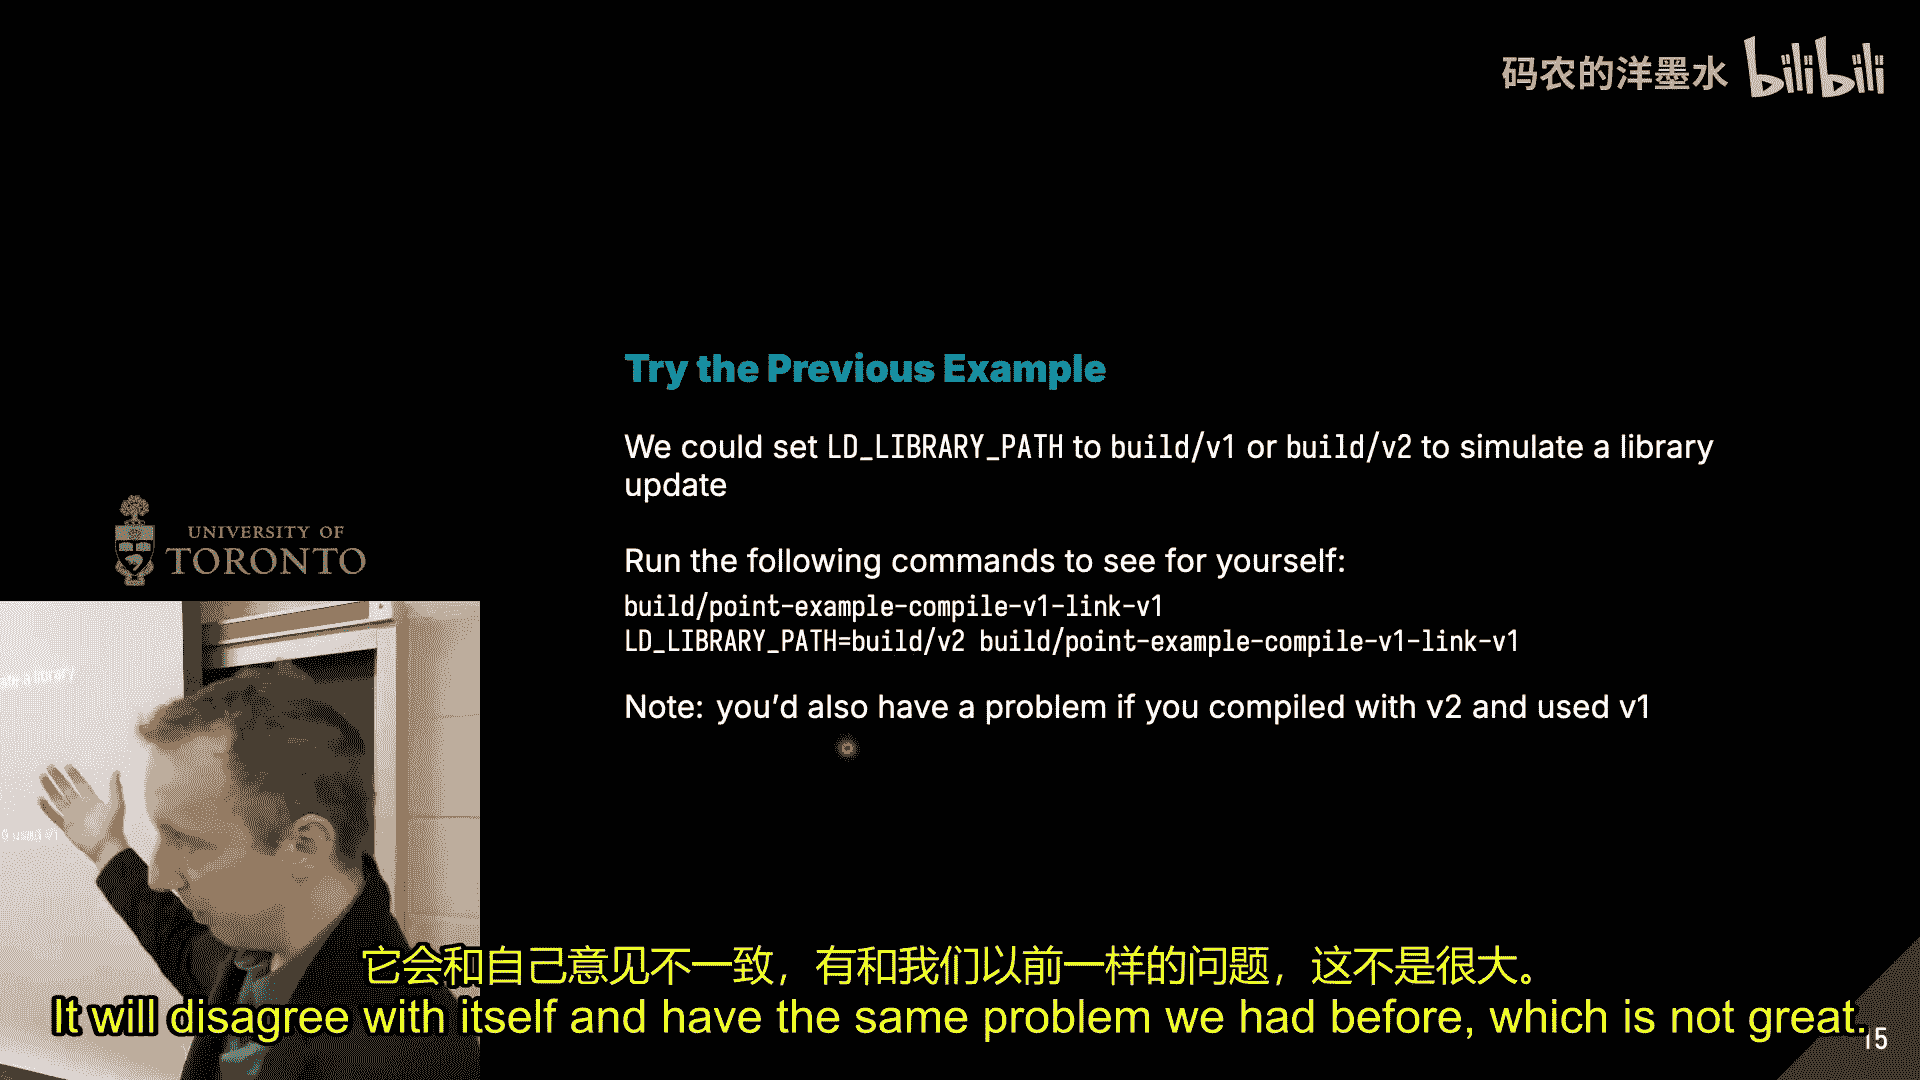 码农的洋墨水 bilibili
Try the Previous Example
We could set LD_LIBRARY_PATH to build/v1 or build/v2 to simulate a library
update
UNIVERSITY OF
TORONTO
Run the following commands to see for yourself:
build/point-example-compile-v1-link-v1
LD_LIBRARY_PATH=build/v2 build/point-example-compile-v1-link-v1
Note: you’d also have a problem if you compiled with v2 and used v1
library
used v1
它会和自己意见不一致，有和我们以前一样的问题，这不是很大。
It will disagree with itself and have the same problem we had before, which is not great.
15